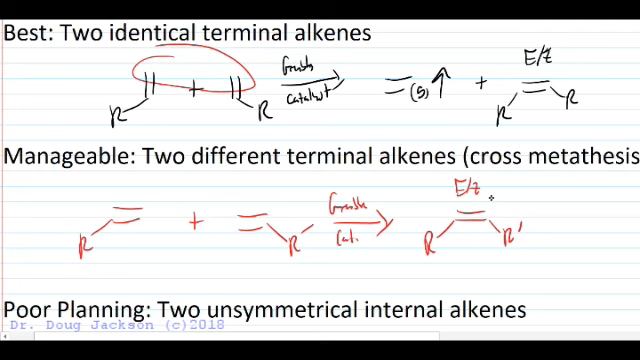 Best: Two identical terminal alkenes
E/Z
Grubbs
+ catalyst = (g) ↑ +
R R R R
Manageable: Two different terminal alkenes (cross metathesis
E/Z
Grubbs
+
R R' Cat. R R'
Poor Planning: Two unsymmetrical internal alkenes
Dr. Doug Jackson (c)2018